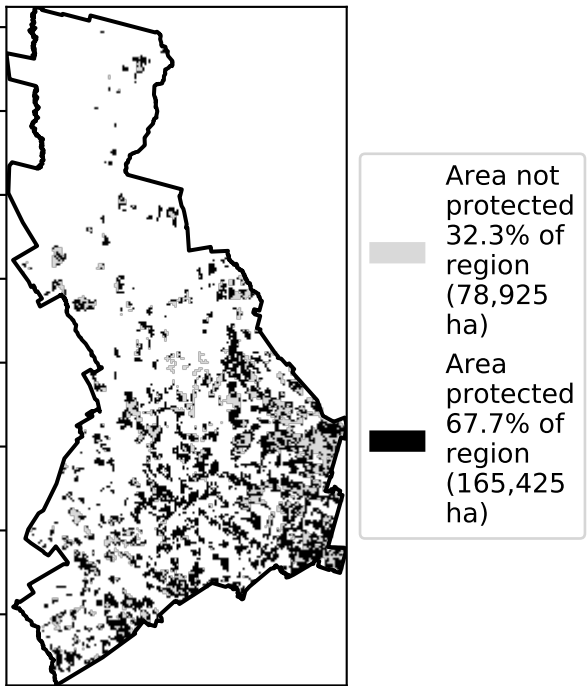 Area not
protected
32.3% of
region
(78,925
ha)
Area
protected
67.7% of
region
(165,425
ha)